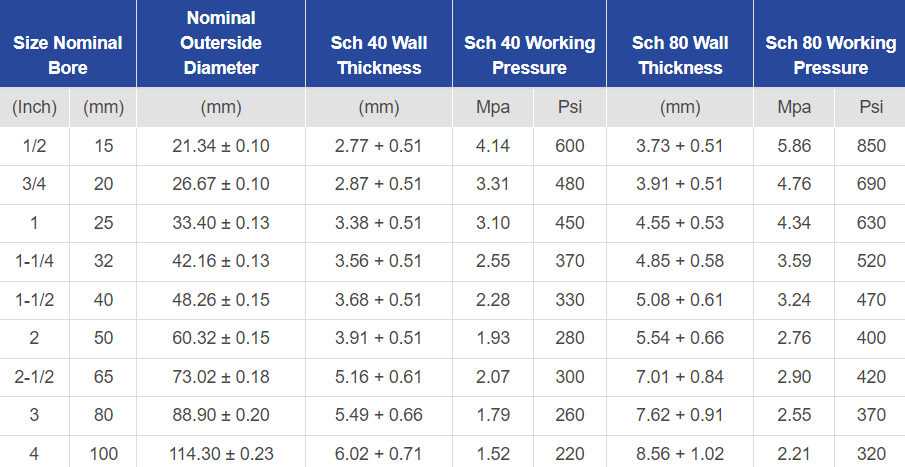 Size Nominal Bore | Nominal Outerside Diameter | Sch 40 Wall Thickness | Sch 40 Working Pressure | Sch 80 Wall Thickness | Sch 80 Working Pressure
(Inch) (mm) (mm) (mm) Mpa Psi (mm) Mpa Psi
1/2 15 21.34 ± 0.10 2.77 + 0.51 4.14 600 3.73 + 0.51 5.86 850
3/4 20 26.67 ± 0.10 2.87 + 0.51 3.31 480 3.91 + 0.51 4.76 690
1 25 33.40 ± 0.13 3.38 + 0.51 3.10 450 4.55 + 0.53 4.34 630
1-1/4 32 42.16 ± 0.13 3.56 + 0.51 2.55 370 4.85 + 0.58 3.59 520
1-1/2 40 48.26 ± 0.15 3.68 + 0.51 2.28 330 5.08 + 0.61 3.24 470
2 50 60.32 ± 0.15 3.91 + 0.51 1.93 280 5.54 + 0.66 2.76 400
2-1/2 65 73.02 ± 0.18 5.16 + 0.61 2.07 300 7.01 + 0.84 2.90 420
3 80 88.90 ± 0.20 5.49 + 0.66 1.79 260 7.62 + 0.91 2.55 370
4 100 114.30 ± 0.23 6.02 + 0.71 1.52 220 8.56 + 1.02 2.21 320